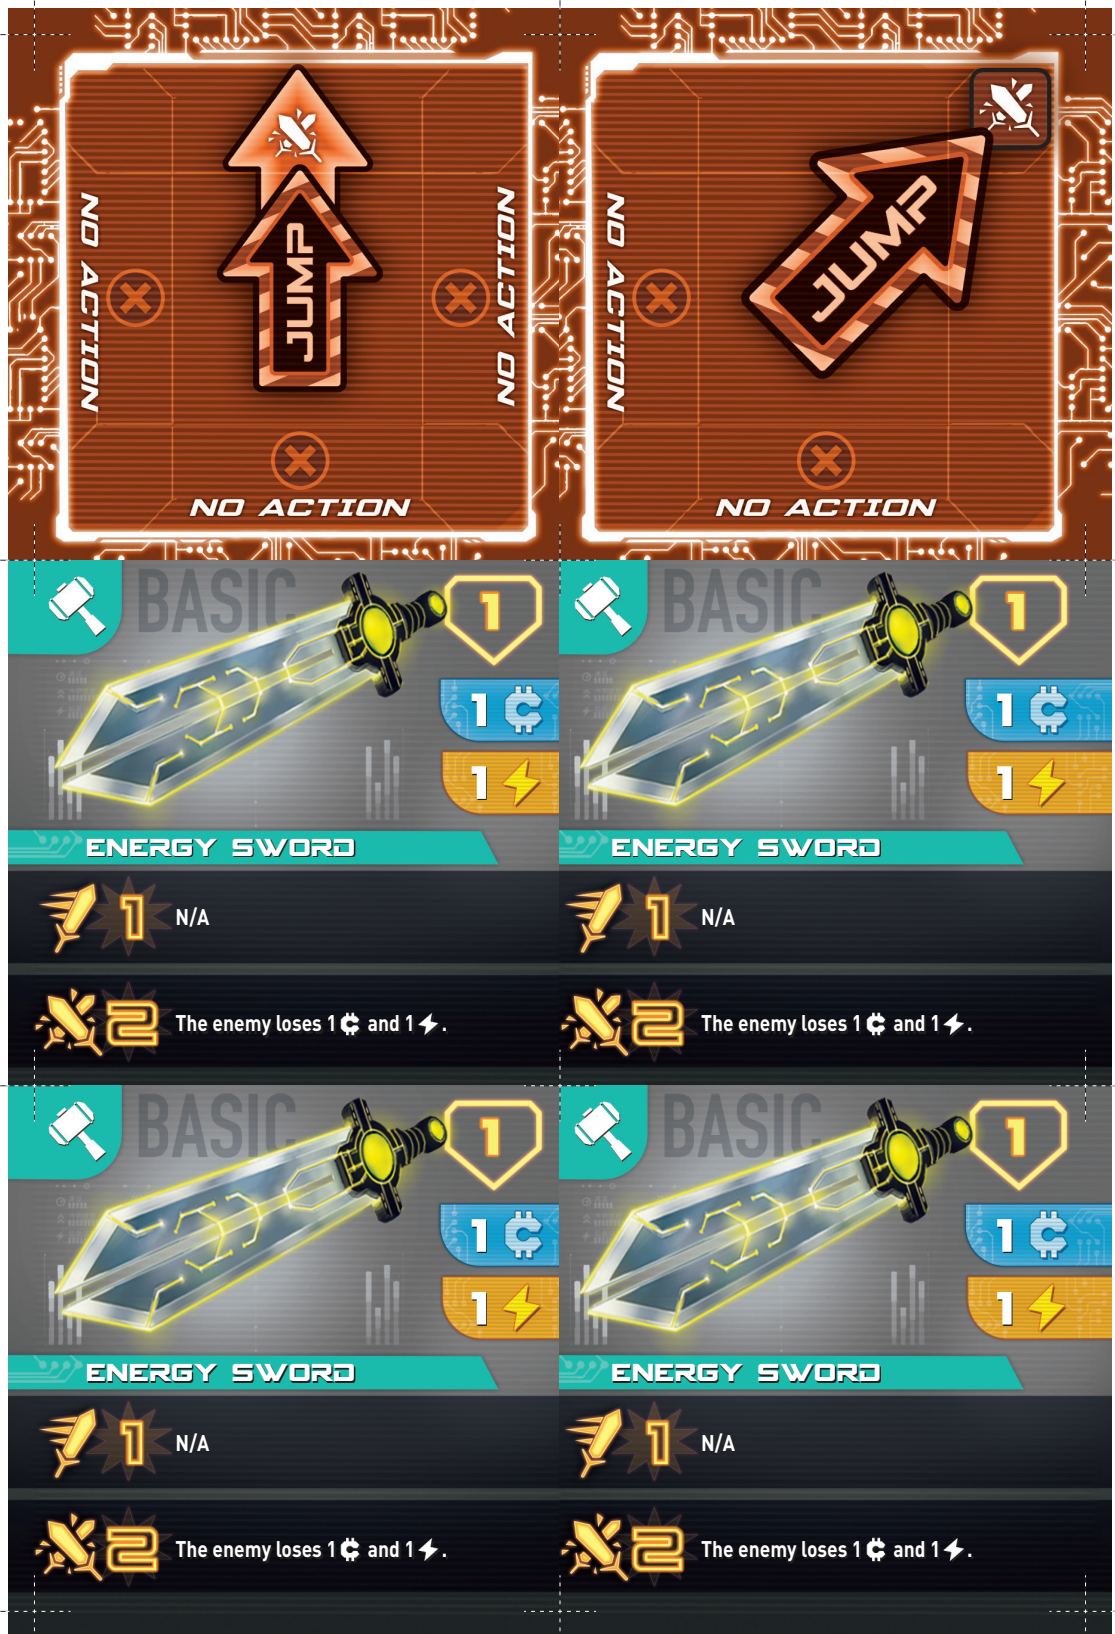 JUMP
NO ACTION
NO ACTION
NO ACTION
JUMP
NO ACTION
NO ACTION
BASIC
1
1
1
ENERGY SWORD
1 N/A
2 The enemy loses 1 and 1 .
BASIC
1
1
1
ENERGY SWORD
1 N/A
2 The enemy loses 1 and 1 .
BASIC
1
1
1
ENERGY SWORD
1 N/A
2 The enemy loses 1 and 1 .
BASIC
1
1
1
ENERGY SWORD
1 N/A
2 The enemy loses 1 and 1 .